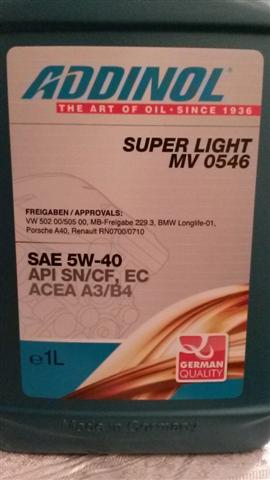 ADDINOL
THE ART OF OIL · SINCE 1936
SUPER LIGHT
MV 0546
FREIGABEN / APPROVALS:
VW 502 00/505 00, MB-Freigabe 229.3, BMW Longlife-01,
Porsche A40, Renault RN0700/0710
SAE 5W-40
API SN/CF, EC
ACEA A3/B4
e 1L
GERMAN
QUALITY
Made in Germany